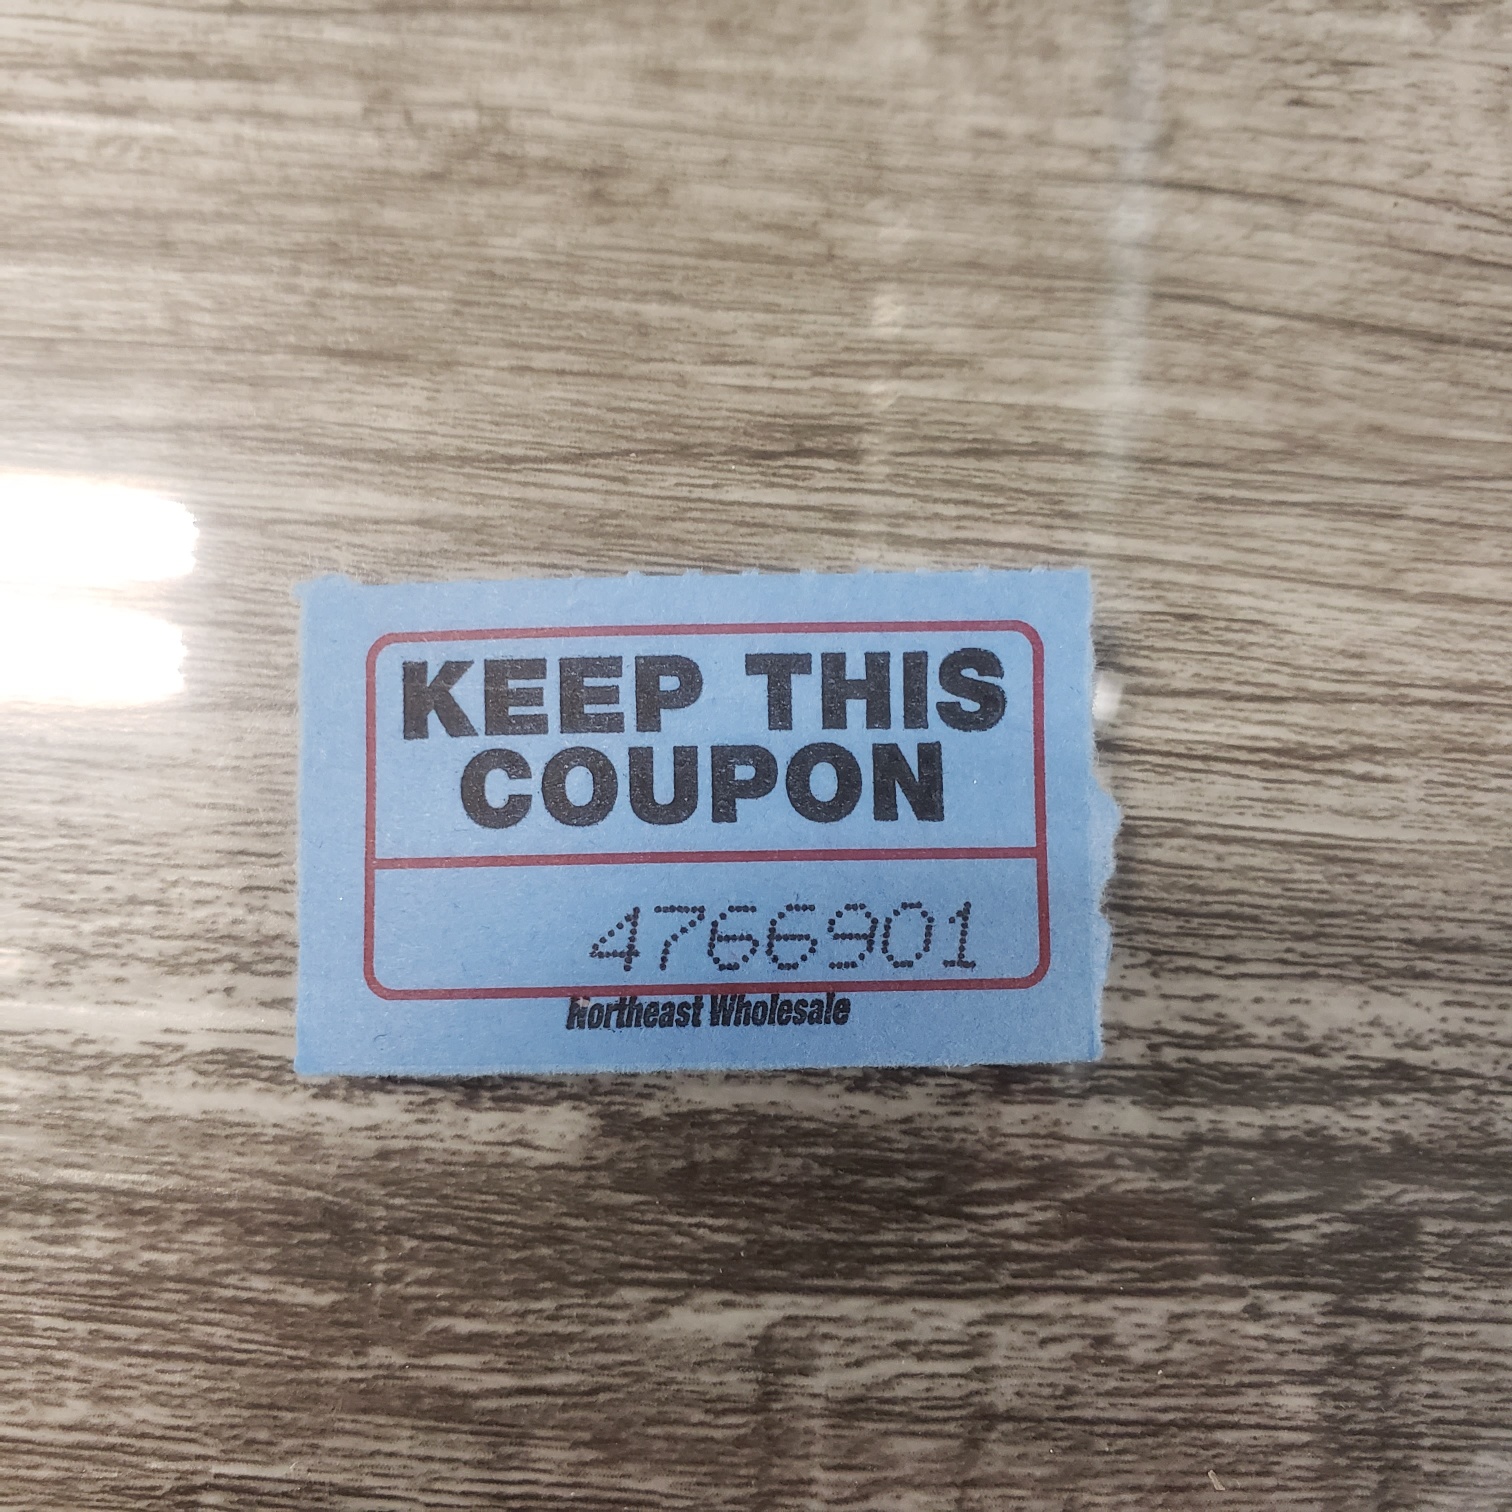 KEEP THIS
COUPON
4766901
Northeast Wholesale